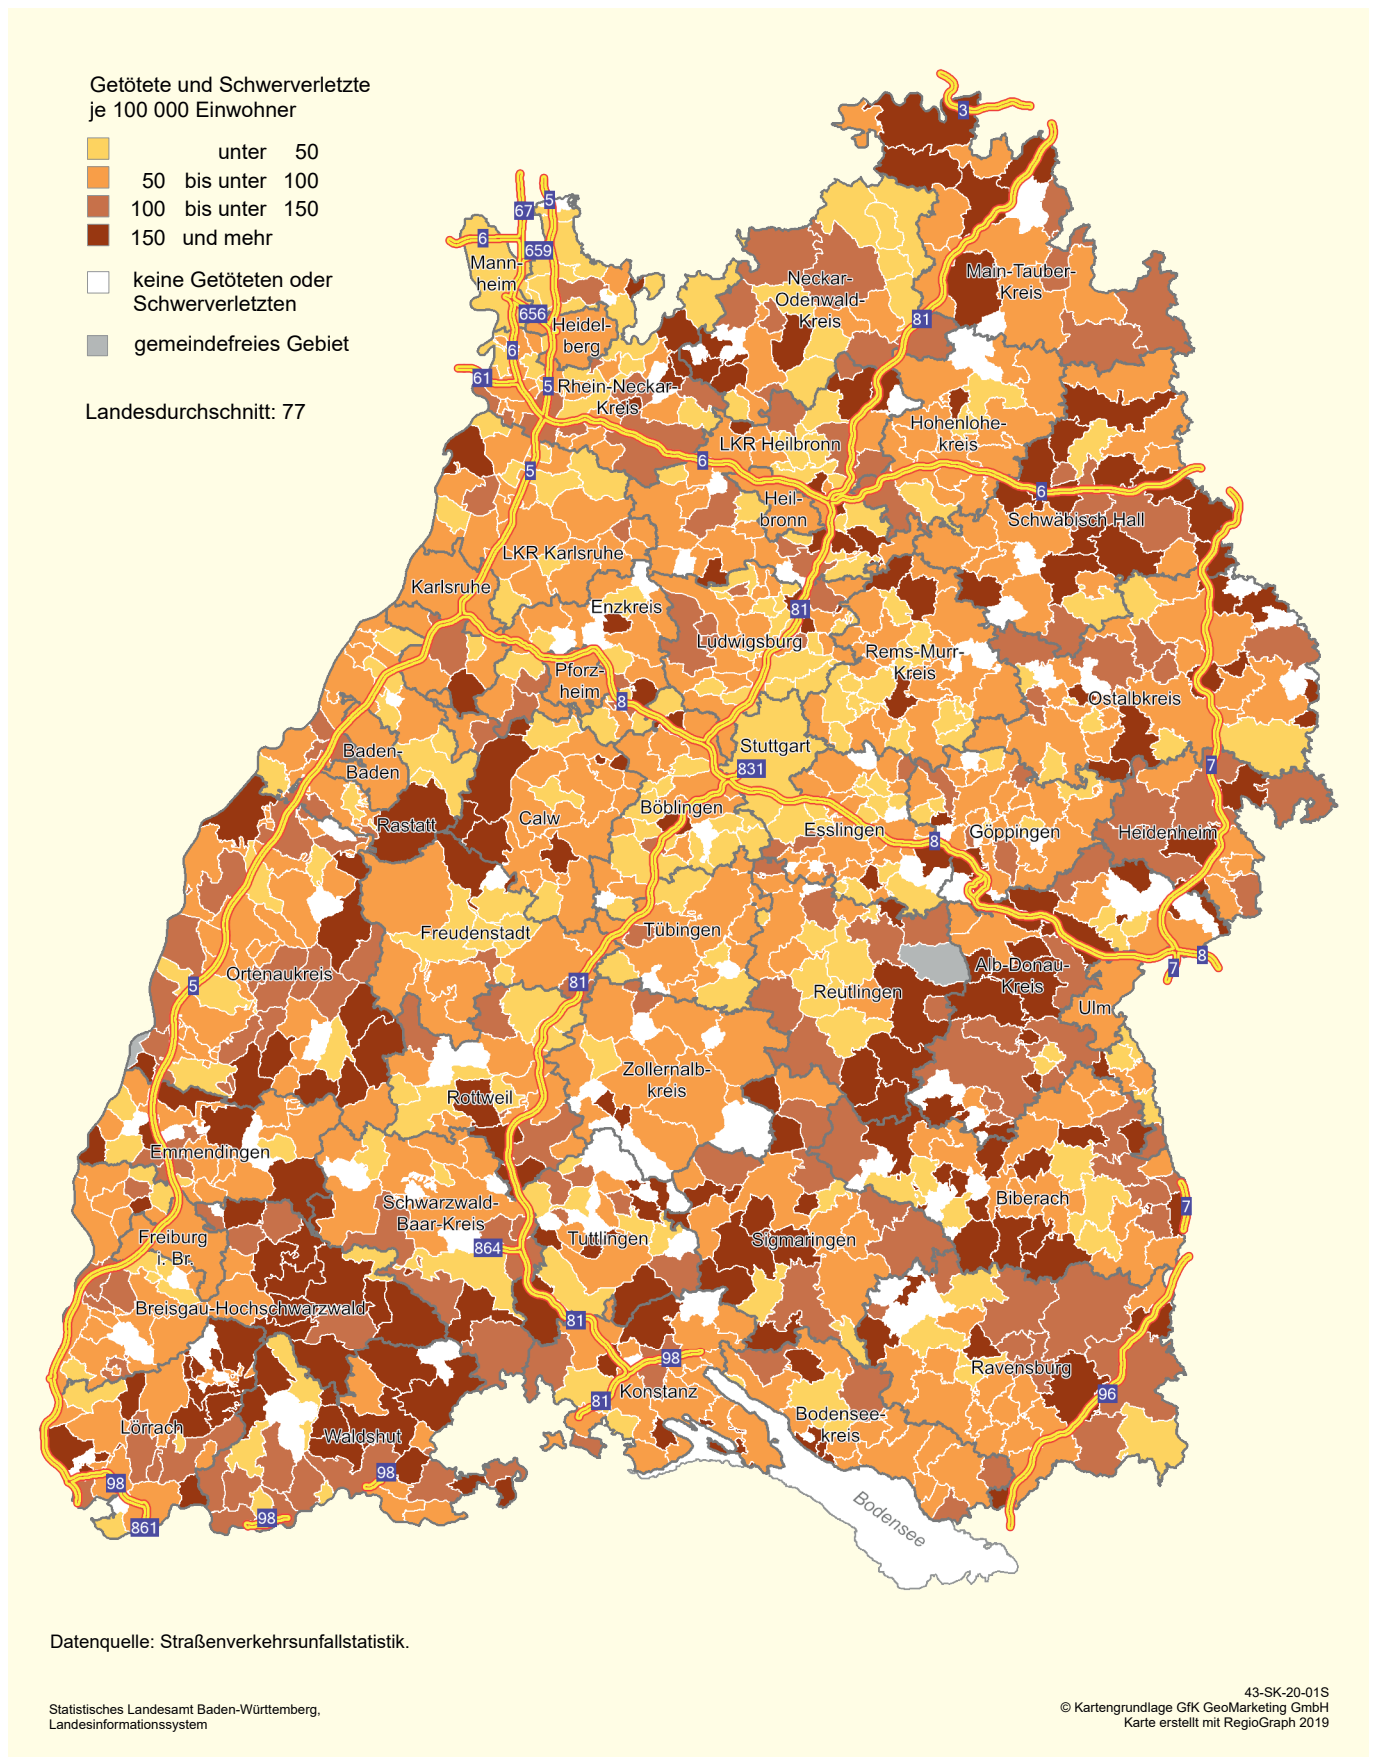 Getötete und Schwerverletzte
je 100 000 Einwohner
unter 50
50 bis unter 100
100 bis unter 150
150 und mehr
keine Getöteten oder
Schwerverletzten
gemeindefreies Gebiet
Landesdurchschnitt: 77
3
5
67
6
659
Mann-
heim
656
Heidel-
berg
6
61
5
Rhein-Neckar-
Kreis
Neckar-
Odenwald-
Kreis
Main-Tauber-
Kreis
81
LKR Heilbronn
Hohenlohe-
kreis
6
5
6
Heil-
bronn
Schwäbisch Hall
LKR Karlsruhe
Karlsruhe
Enzkreis
81
Ludwigsburg
Rems-Murr-
Kreis
Pforz-
heim
8
Ostalbkreis
Baden-
Baden
Stuttgart
831
7
Rastatt
Calw
Böblingen
Esslingen
8
Göppingen
Heidenheim
Freudenstadt
Tübingen
Ortenaukreis
5
81
Reutlingen
Alb-Donau-
Kreis
8
7
Ulm
Zollernalb-
kreis
Rottweil
Emmendingen
Schwarzwald-
Baar-Kreis
Biberach
7
Freiburg
i. Br.
864
Tuttlingen
Sigmaringen
Breisgau-Hochschwarzwald
81
98
Ravensburg
96
Konstanz
81
Lörrach
Waldshut
Bodensee-
kreis
98
98
861
98
Bodensee
Datenquelle: Straßenverkehrsunfallstatistik.
43-SK-20-01S
Statistisches Landesamt Baden-Württemberg,
Landesinformationssystem
© Kartengrundlage GfK GeoMarketing GmbH
Karte erstellt mit RegioGraph 2019